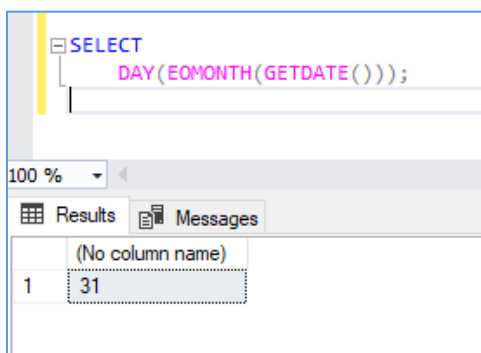 SELECT
DAY(EOMONTH(GETDATE()));
100 %
Results Messages
(No column name)
1 31